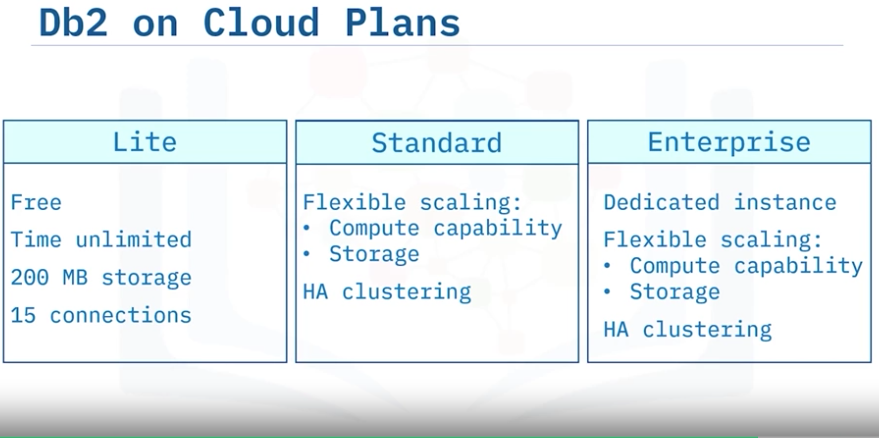 Db2 on Cloud Plans
Lite
Free
Time unlimited
200 MB storage
15 connections
Standard
Flexible scaling:
• Compute capability
• Storage
HA clustering
Enterprise
Dedicated instance
Flexible scaling:
• Compute capability
• Storage
HA clustering